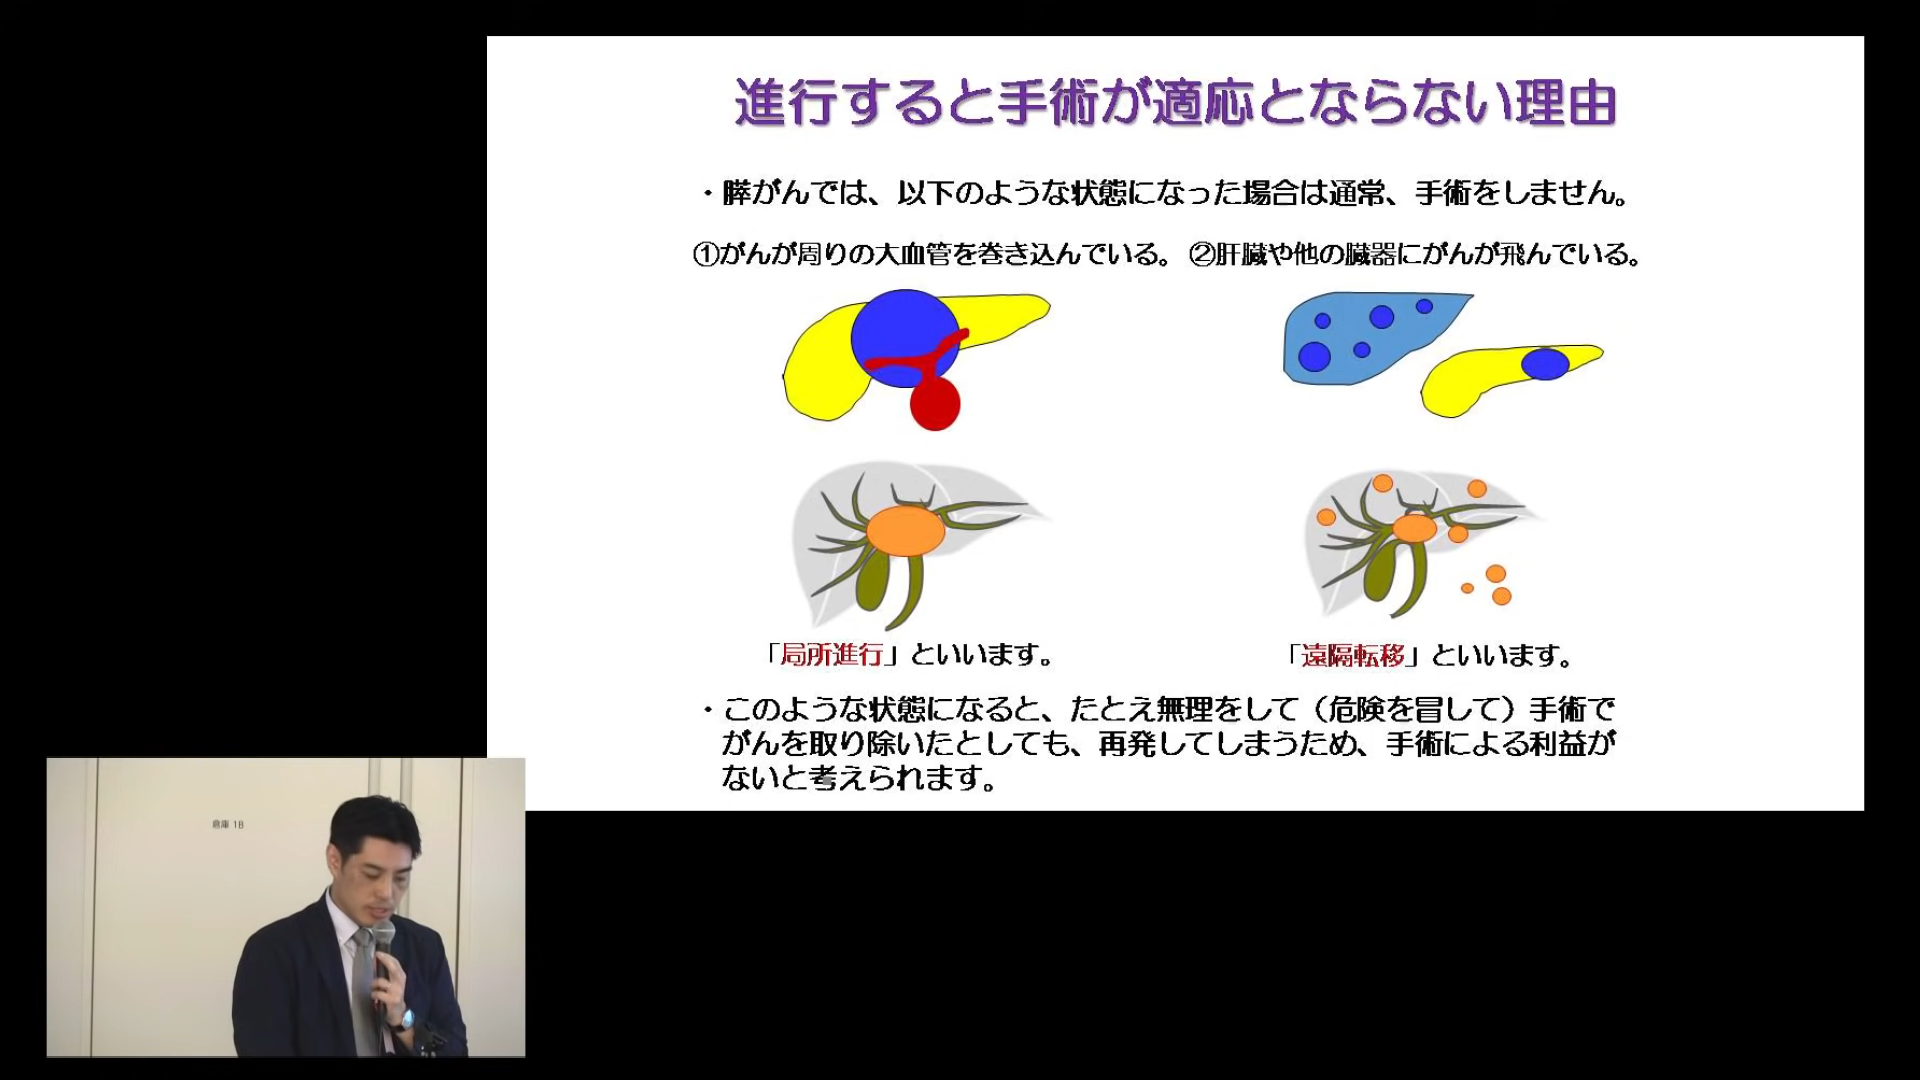 進行すると手術が適応とならない理由
・膵がんでは、以下のような状態になった場合は通常、手術をしません。
①がんが周りの大血管を巻き込んでいる。 ②肝臓や他の臓器にがんが飛んでいる。
「局所進行」といいます。
「遠隔転移」といいます。
・このような状態になると、たとえ無理をして（危険を冒して）手術で
がんを取り除いたとしても、再発してしまうため、手術による利益が
ないと考えられます。
倉庫 1B